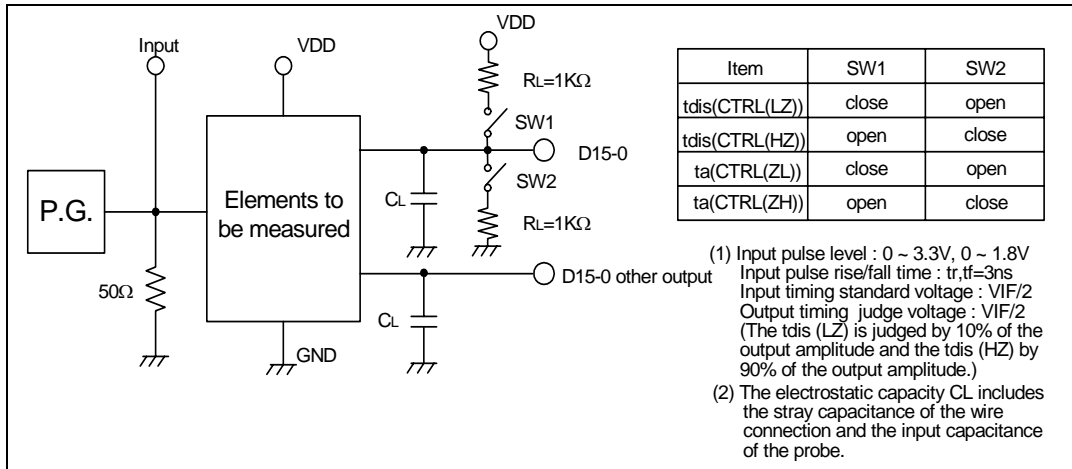 Input
VDD
VDD
RL=1KΩ
SW1
D15-0
SW2
CL
RL=1KΩ
P.G.
Elements to
be measured
50Ω
D15-0 other output
CL
GND
Item SW1 SW2
tdis(CTRL(LZ)) close open
tdis(CTRL(HZ)) open close
ta(CTRL(ZL)) close open
ta(CTRL(ZH)) open close
(1) Input pulse level : 0 ~ 3.3V, 0 ~ 1.8V
Input pulse rise/fall time : tr,tf=3ns
Input timing standard voltage : VIF/2
Output timing judge voltage : VIF/2
(The tdis (LZ) is judged by 10% of the
output amplitude and the tdis (HZ) by
90% of the output amplitude.)
(2) The electrostatic capacity CL includes
the stray capacitance of the wire
connection and the input capacitance
of the probe.